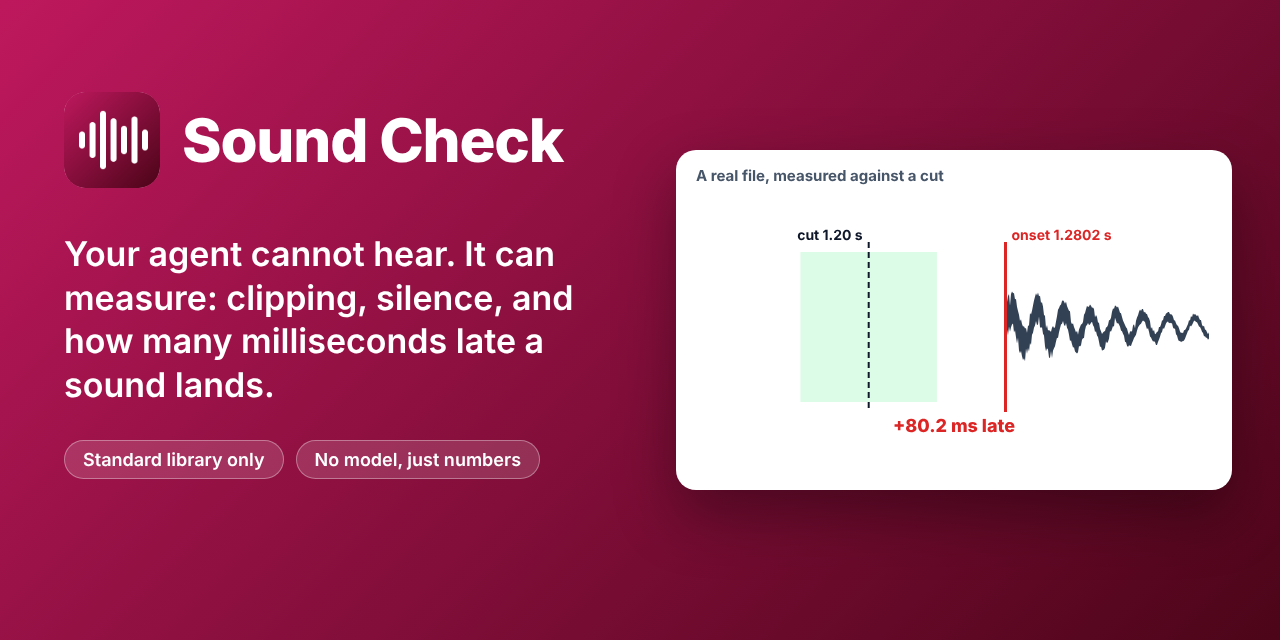 Sound Check
Your agent cannot hear. It can
measure: clipping, silence, and
how many milliseconds late a
sound lands.
Standard library only
No model, just numbers
A real file, measured against a cut
cut 1.20 s
onset 1.2802 s
+80.2 ms late